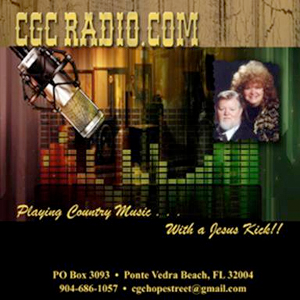 CGC RADIO.COM
Playing Country Music . . .
With a Jesus Kick!!
PO Box 3093 • Ponte Vedra Beach, FL 32004
904-686-1057 • cgchopestreet@gmail.com